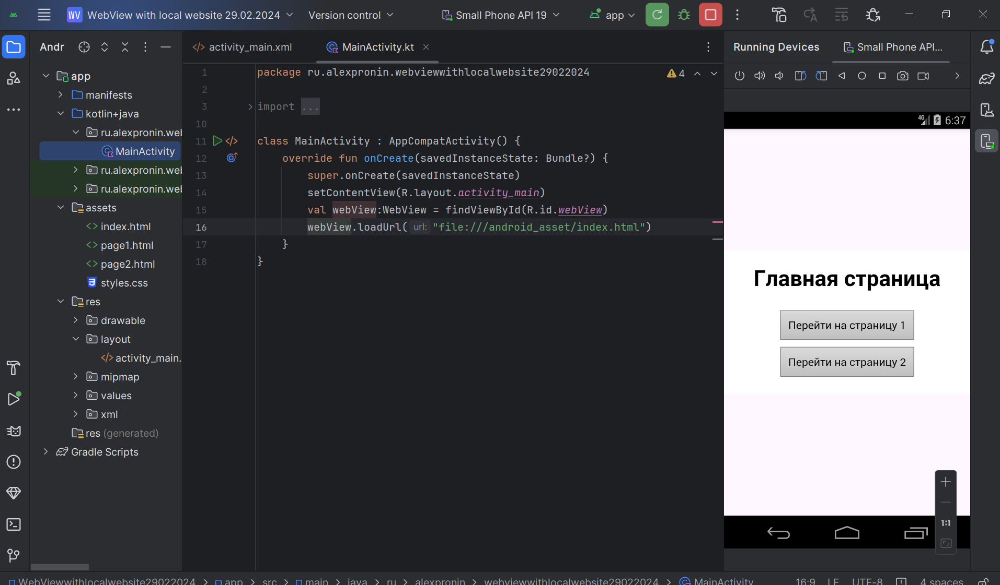 WV WebView with local website 29.02.2024 Version control Small Phone API 19 app
Andr
activity_main.xml MainActivity.kt
Running Devices Small Phone API...
app
manifests
kotlin+java
ru.alexpronin.wel
MainActivity
ru.alexpronin.wel
ru.alexpronin.wel
assets
index.html
page1.html
page2.html
styles.css
res
drawable
layout
activity_main.
mipmap
values
xml
res (generated)
Gradle Scripts
1 package ru.alexpronin.webviewwithlocalwebsite29022024
4
2
3 import ...
10
11 class MainActivity : AppCompatActivity() {
12 override fun onCreate(savedInstanceState: Bundle?) {
13 super.onCreate(savedInstanceState)
14 setContentView(R.layout.activity_main)
15 val webView:WebView = findViewById(R.id.webView)
16 webView.loadUrl( url: "file:///android_asset/index.html")
17 }
18 }
4G 6:37
Главная страница
Перейти на страницу 1
Перейти на страницу 2
1:1
WebViewwithlocalwebsite29022024 > app > src > main > java > ru > alexpronin > webviewwithlocalwebsite29022024 > MainActivity
16:9 LF UTF-8 4 spaces